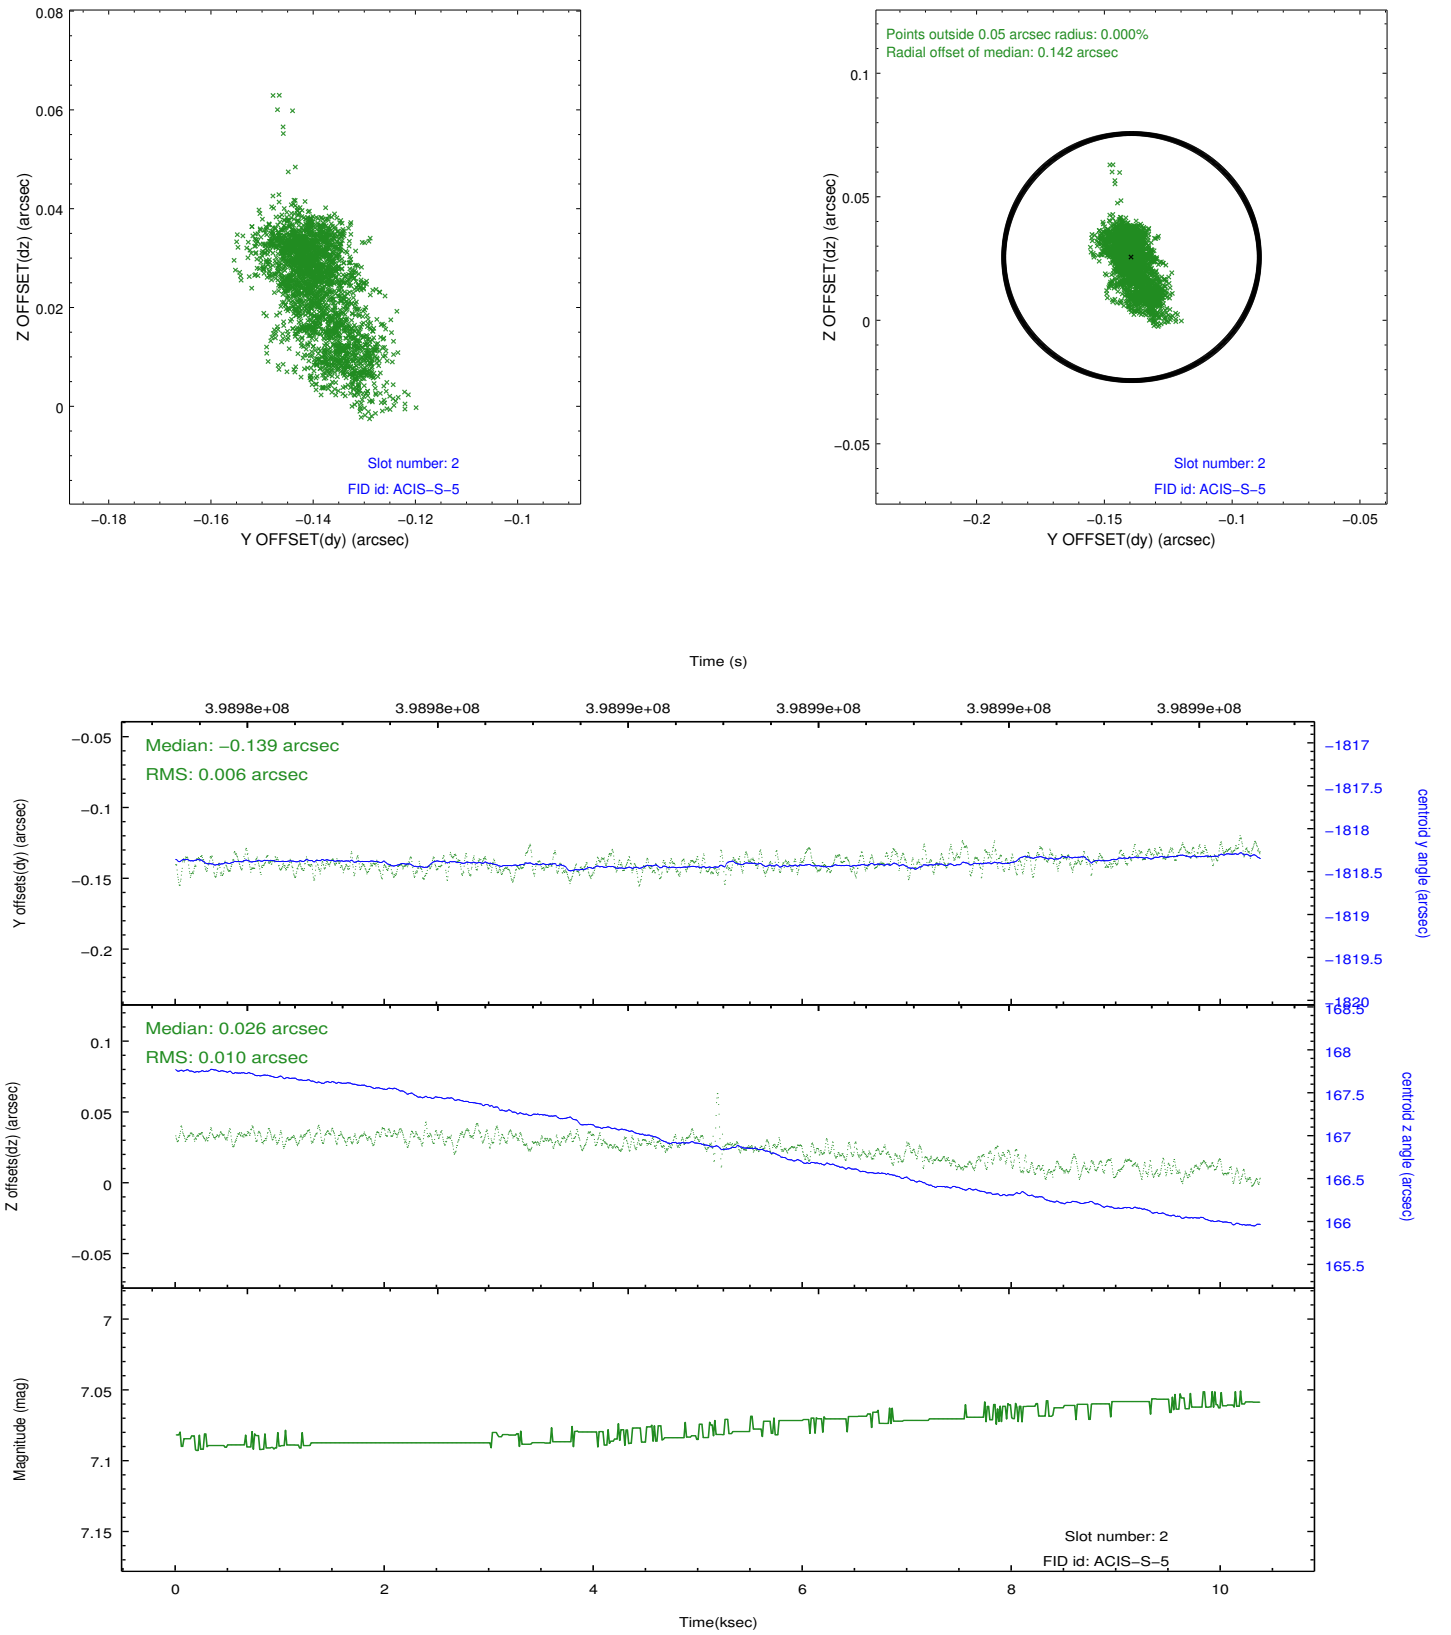 0.08
0.06
0.04
0.02
0
−0.18
−0.16
−0.14
−0.12
−0.1
Z OFFSET(dz) (arcsec)
Y OFFSET(dy) (arcsec)
Slot number: 2
FID id: ACIS−S−5
Points outside 0.05 arcsec radius: 0.000%
Radial offset of median: 0.142 arcsec
0.1
0.05
0
−0.05
−0.2
−0.15
−0.1
−0.05
Z OFFSET(dz) (arcsec)
Y OFFSET(dy) (arcsec)
Slot number: 2
FID id: ACIS−S−5
Time (s)
3.9898e+08
3.9898e+08
3.9899e+08
3.9899e+08
3.9899e+08
3.9899e+08
Median: −0.139 arcsec
RMS: 0.006 arcsec
−0.05
−0.1
−0.15
−0.2
Y offsets(dy) (arcsec)
−1817
−1817.5
−1818
−1818.5
−1819
−1819.5
−1820
centroid y angle (arcsec)
Median: 0.026 arcsec
RMS: 0.010 arcsec
0.1
0.05
0
−0.05
Z offsets(dz) (arcsec)
168.5
168
167.5
167
166.5
166
165.5
centroid z angle (arcsec)
7
7.05
7.1
7.15
Magnitude (mag)
Slot number: 2
FID id: ACIS−S−5
0
2
4
6
8
10
Time(ksec)